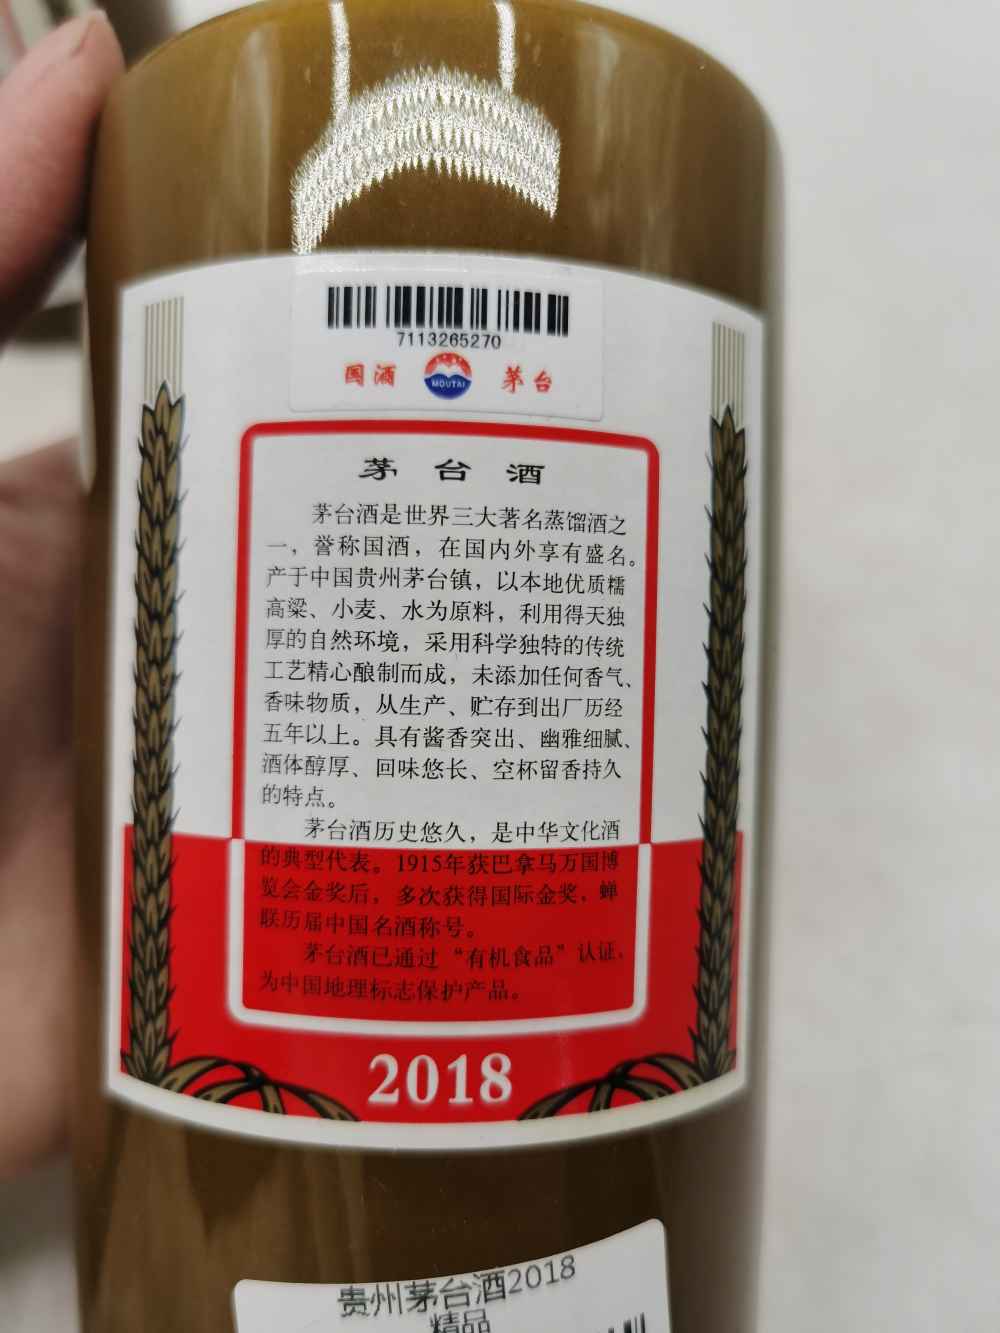 7113265270
国酒 MOUTAI 茅台
茅台酒
茅台酒是世界三大著名蒸馏酒之
一，誉称国酒，在国内外享有盛名。
产于中国贵州茅台镇，以本地优质糯
高粱、小麦、水为原料，利用得天独
厚的自然环境，采用科学独特的传统
工艺精心酿制而成，未添加任何香气、
香味物质，从生产、贮存到出厂历经
五年以上。具有酱香突出、幽雅细腻、
酒体醇厚、回味悠长、空杯留香持久
的特点。
茅台酒历史悠久，是中华文化酒
的典型代表。1915年获巴拿马万国博
览会金奖后，多次获得国际金奖，蝉
联历届中国名酒称号。
茅台酒已通过“有机食品”认证，
为中国地理标志保护产品。
2018
贵州茅台酒2018
精品